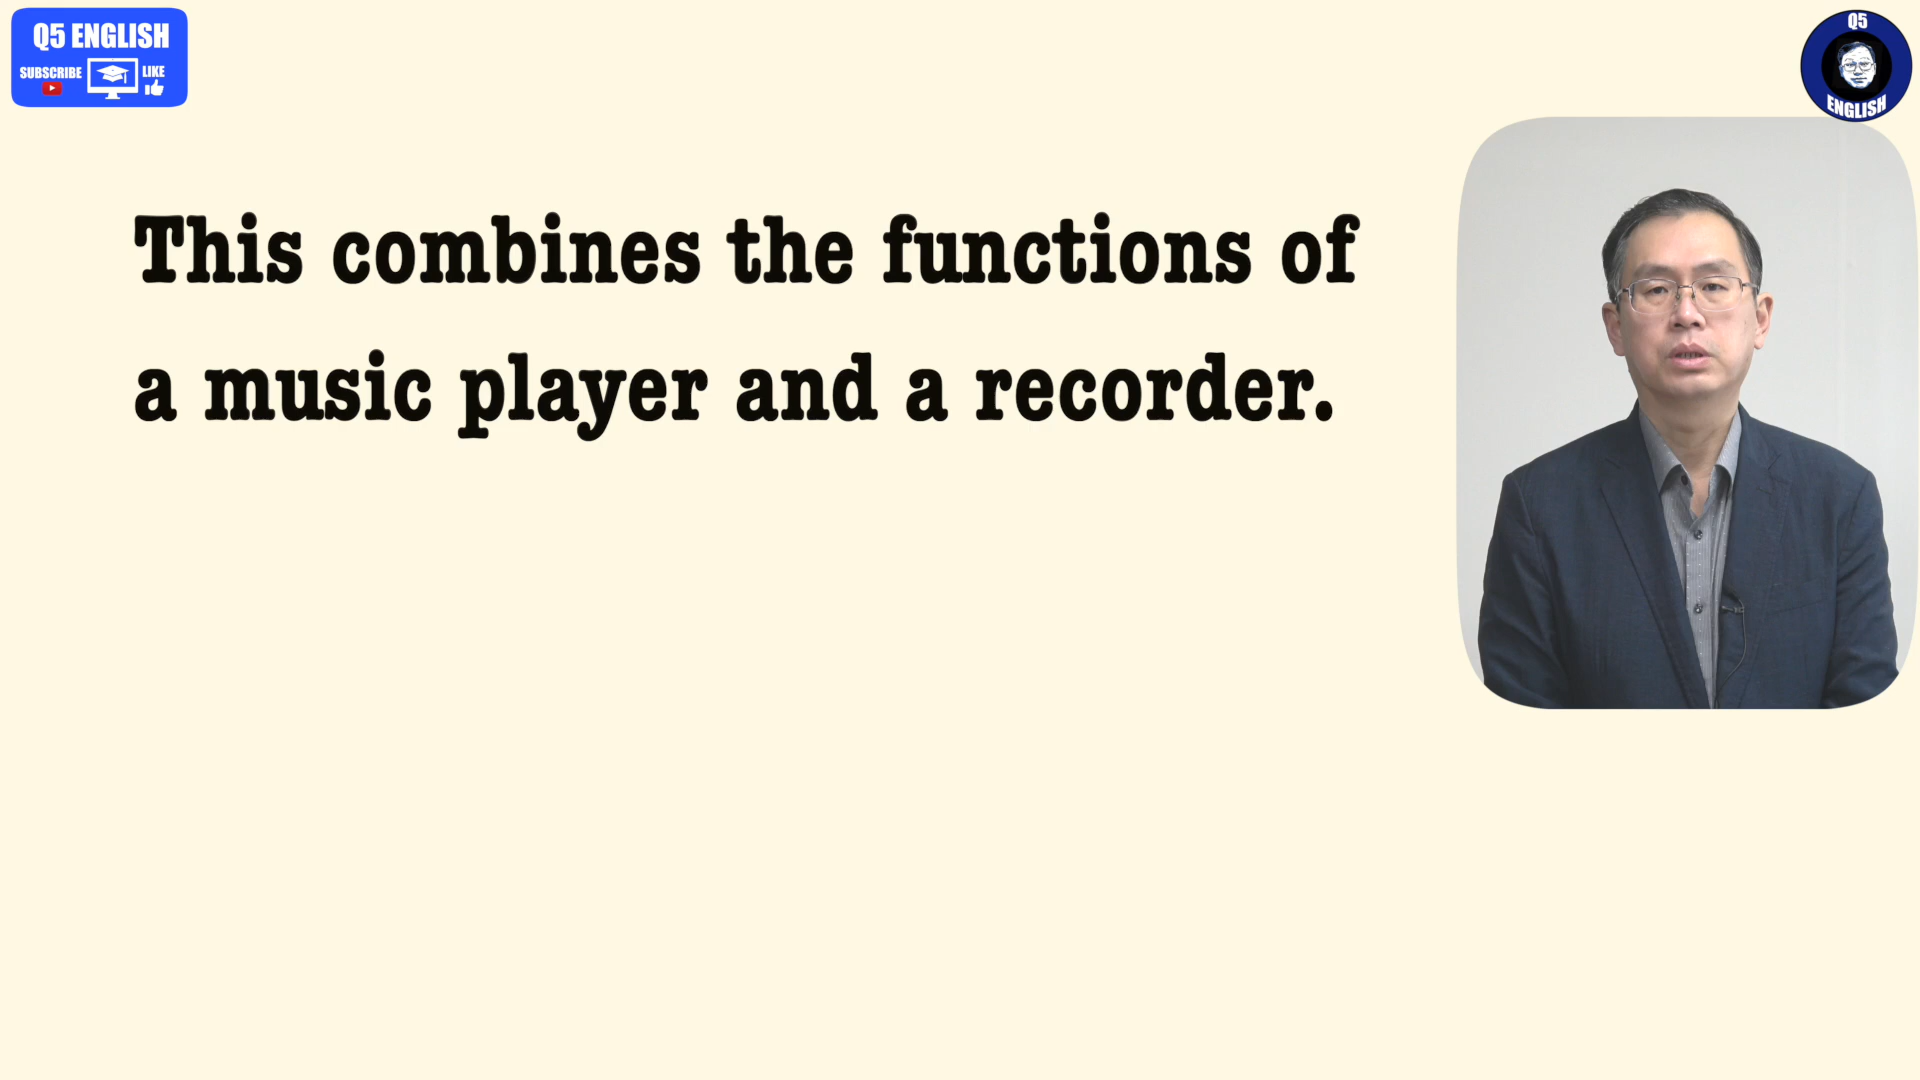 Q5 ENGLISH
SUBSCRIBE LIKE
Q5
ENGLISH
This combines the functions of
a music player and a recorder.